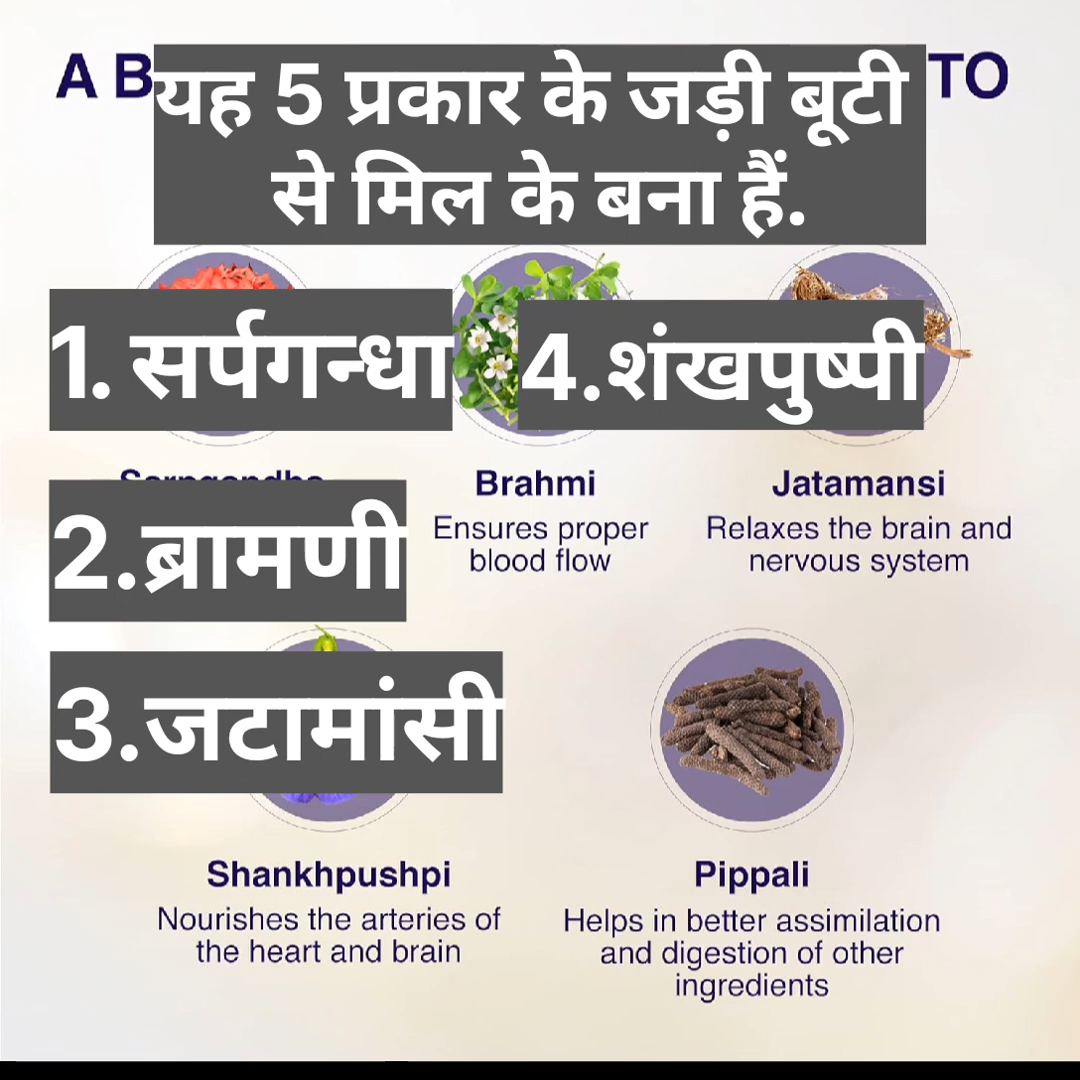 A B
TO
यह 5 प्रकार के जड़ी बूटी
से मिल के बना हैं.
1. सर्पगन्धा
4.शंखपुष्पी
Brahmi
Ensures proper
blood flow
Jatamansi
Relaxes the brain and
nervous system
2.ब्रामणी
3.जटामांसी
Shankhpushpi
Nourishes the arteries of
the heart and brain
Pippali
Helps in better assimilation
and digestion of other
ingredients